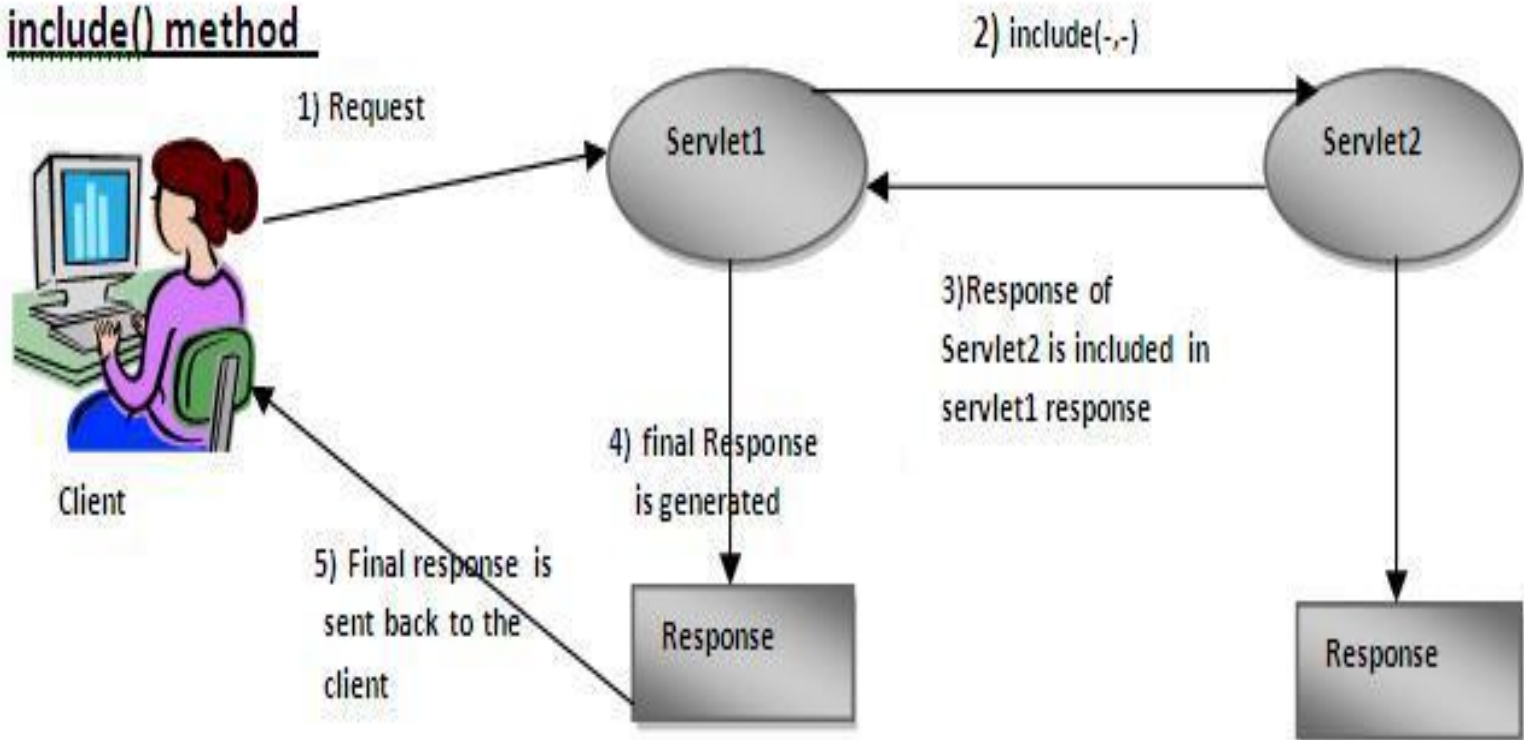 include() method
2) include(-,-)
1) Request
Servlet1
Servlet2
3)Response of
Servlet2 is included in
servlet1 response
4) final Response
is generated
Client
5) Final response is
sent back to the
client
Response
Response